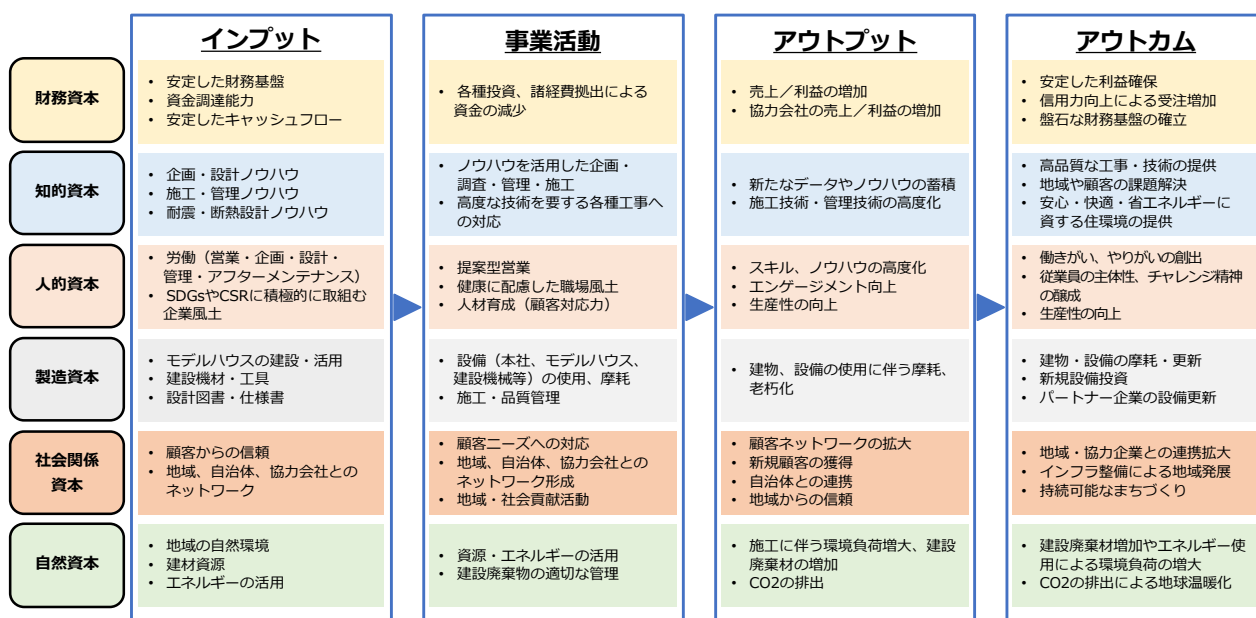 インプット
事業活動
アウトプット
アウトカム
財務資本
• 安定した財務基盤
• 資金調達能力
• 安定したキャッシュフロー
• 各種投資、諸経費拠出による
資金の減少
• 売上／利益の増加
• 協力会社の売上／利益の増加
• 安定した利益確保
• 信用力向上による受注増加
• 盤石な財務基盤の確立
知的資本
• 企画・設計ノウハウ
• 施工・管理ノウハウ
• 耐震・断熱設計ノウハウ
• ノウハウを活用した企画・
調査・管理・施工
• 高度な技術を要する各種工事へ
の対応
• 新たなデータやノウハウの蓄積
• 施工技術・管理技術の高度化
• 高品質な工事・技術の提供
• 地域や顧客の課題解決
• 安心・快適・省エネルギーに
資する住環境の提供
人的資本
• 労働（営業・企画・設計・
管理・アフターメンテナンス）
• SDGsやCSRに積極的に取組む
企業風土
• 提案型営業
• 健康に配慮した職場風土
• 人材育成（顧客対応力）
• スキル、ノウハウの高度化
• エンゲージメント向上
• 生産性の向上
• 働きがい、やりがいの創出
• 従業員の主体性、チャレンジ精神
の醸成
• 生産性の向上
製造資本
• モデルハウスの建設・活用
• 建設機材・工具
• 設計図書・仕様書
• 設備（本社、モデルハウス、
建設機械等）の使用、摩耗
• 施工・品質管理
• 建物、設備の使用に伴う摩耗、
老朽化
• 建物・設備の摩耗・更新
• 新規設備投資
• パートナー企業の設備更新
社会関係
資本
• 顧客からの信頼
• 地域、自治体、協力会社との
ネットワーク
• 顧客ニーズへの対応
• 地域、自治体、協力会社との
ネットワーク形成
• 地域・社会貢献活動
• 顧客ネットワークの拡大
• 新規顧客の獲得
• 自治体との連携
• 地域からの信頼
• 地域・協力企業との連携拡大
• インフラ整備による地域発展
• 持続可能なまちづくり
自然資本
• 地域の自然環境
• 建材資源
• エネルギーの活用
• 資源・エネルギーの活用
• 建設廃棄物の適切な管理
• 施工に伴う環境負荷増大、建設
廃棄材の増加
• CO2の排出
• 建設廃棄材増加やエネルギー使
用による環境負荷の増大
• CO2の排出による地球温暖化